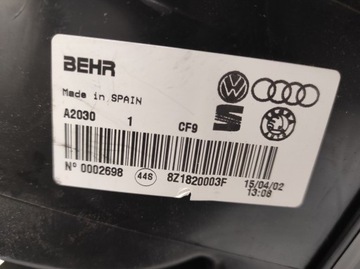 BEHR
Made in SPAIN
A2030 1 CF9
N° 0002698 44S 8Z1820003F 15/04/02
13:08